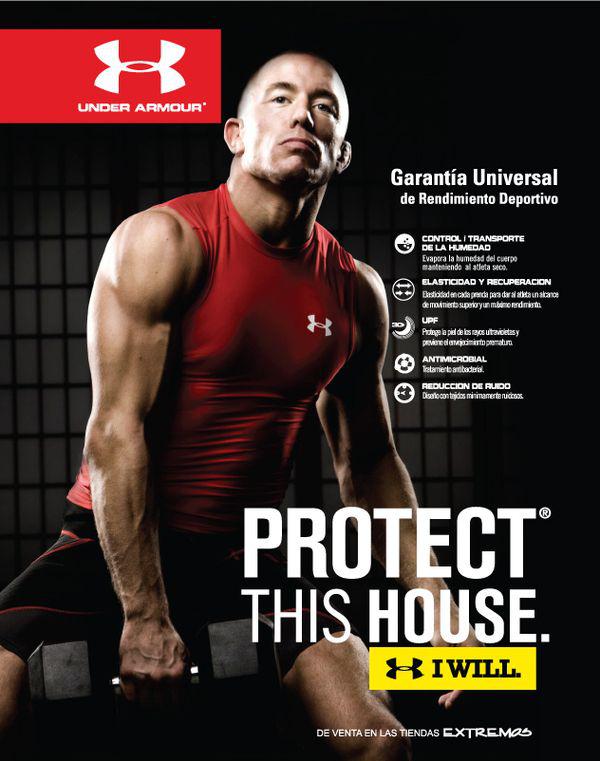 UNDER ARMOUR®
Garantía Universal
de Rendimiento Deportivo
CONTROL / TRANSPORTE
DE LA HUMEDAD
Evapora la humedad del cuerpo
manteniendo al atleta seco.
ELASTICIDAD Y RECUPERACION
Elasticidad en cada prenda para dar al atleta un alcance
de movimiento superior y un máximo rendimiento.
UPF
Protege la piel de los rayos ultravioletas y
previene el envejecimiento prematuro.
ANTIMICROBIAL
Tratamiento antibacterial.
REDUCCION DE RUIDO
Diseño con tejidos minimamente ruidosos.
PROTECT®
THIS HOUSE.
I WILL.
DE VENTA EN LAS TIENDAS EXTREMOS